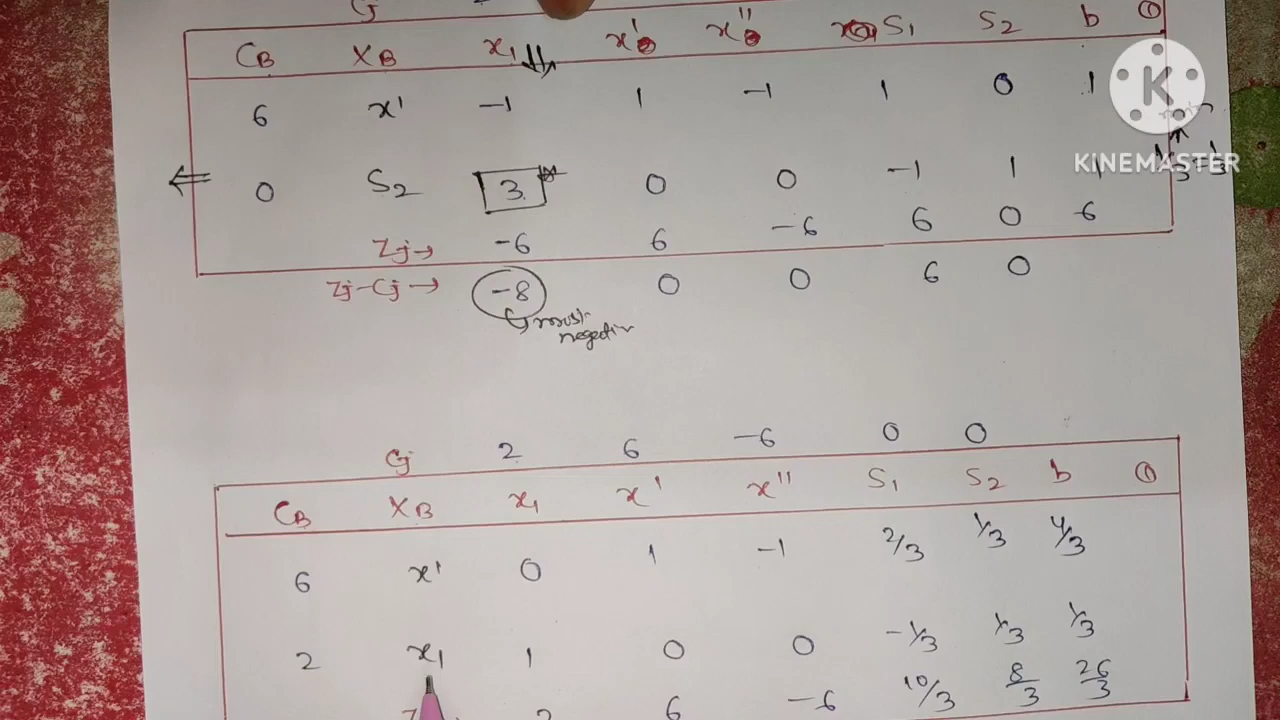 Cj
CB XB x1 x' x'' S1 S2 b θ
6 x' -1 1 -1 1 0 1
KINEMASTER
0 S2 3 0 0 -1 1 1
Zj→ -6 6 -6 6 0 6
Zj-Cj→ -8 0 0 6 0
most negative
Cj 2 6 -6 0 0
CB XB x1 x' x'' S1 S2 b θ
6 x' 0 1 -1 2/3 1/3 4/3
2 x1 1 0 0 -1/3 1/3 1/3
2 6 -6 10/3 8/3 26/3